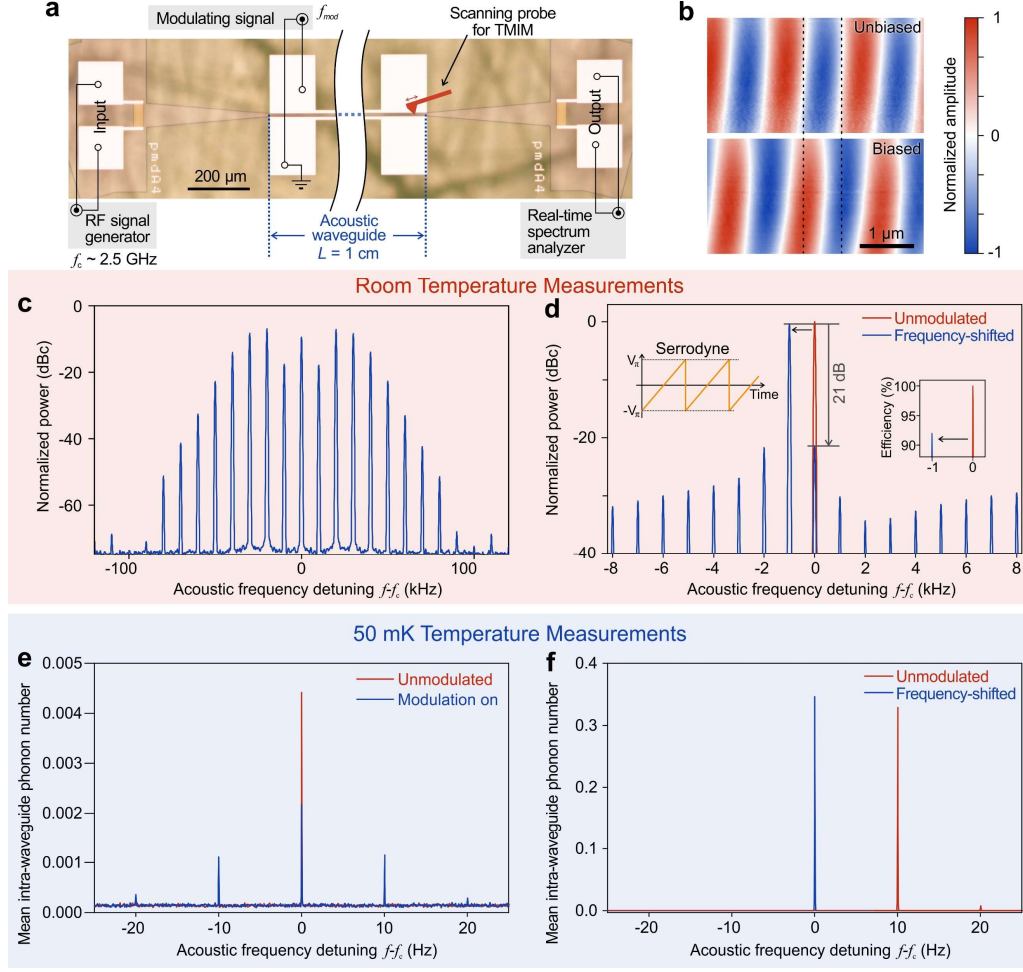 a
Modulating signal
f_mod
Scanning probe
for TMIM
Input
pmdA4
200 µm
pmdA4
Output
RF signal
generator
f_c ~ 2.5 GHz
Acoustic
waveguide
L = 1 cm
Real-time
spectrum
analyzer
b
Unbiased
Biased
1 µm
1
0
-1
Normalized amplitude
Room Temperature Measurements
c
Normalized power (dBc)
0
-20
-40
-60
-100
0
100
Acoustic frequency detuning f-f_c (kHz)
d
Normalized power (dBc)
0
-20
-40
Unmodulated
Frequency-shifted
Serrodyne
V_π
-V_π
Time
21 dB
Efficiency (%)
100
95
90
-1
0
-8
-6
-4
-2
0
2
4
6
8
Acoustic frequency detuning f-f_c (kHz)
50 mK Temperature Measurements
e
Mean intra-waveguide phonon number
0.005
0.004
0.003
0.002
0.001
0.000
Unmodulated
Modulation on
-20
-10
0
10
20
Acoustic frequency detuning f-f_c (Hz)
f
Mean intra-waveguide phonon number
0.4
0.3
0.2
0.1
0.0
Unmodulated
Frequency-shifted
-20
-10
0
10
20
Acoustic frequency detuning f-f_c (Hz)